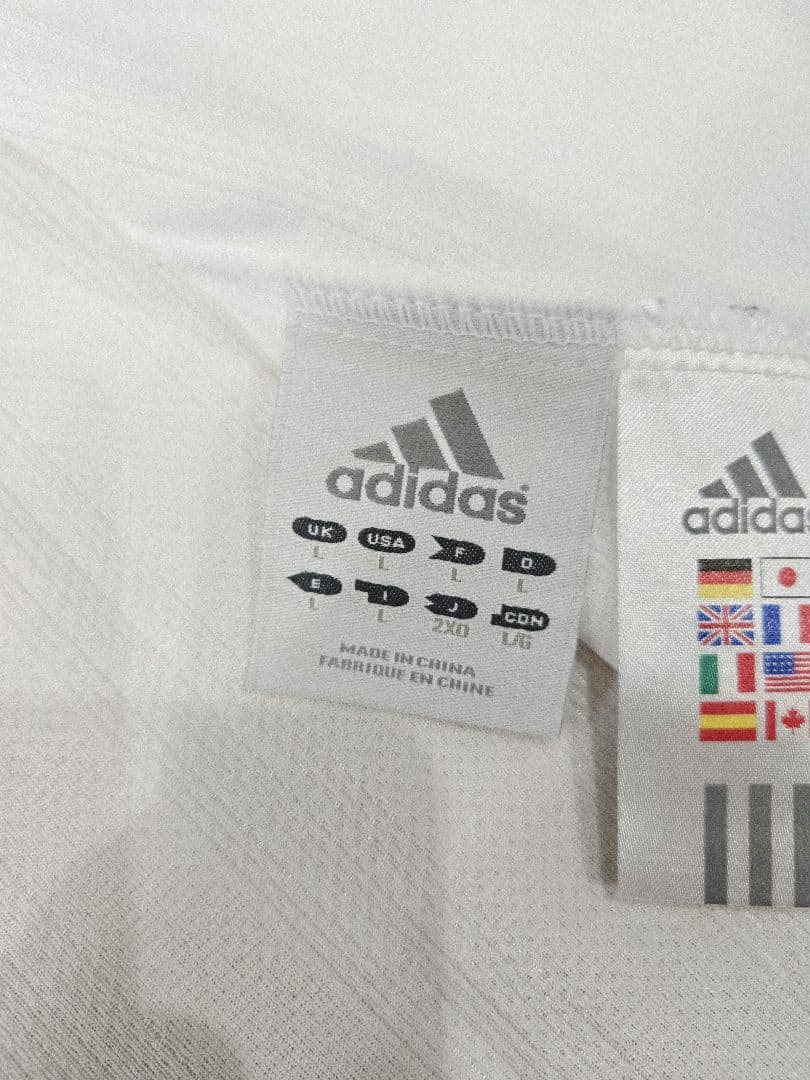 adidas
UK USA F D
L L L L
E I J CDN
L L 2XO L/G
MADE IN CHINA
FABRIQUE EN CHINE
adidas